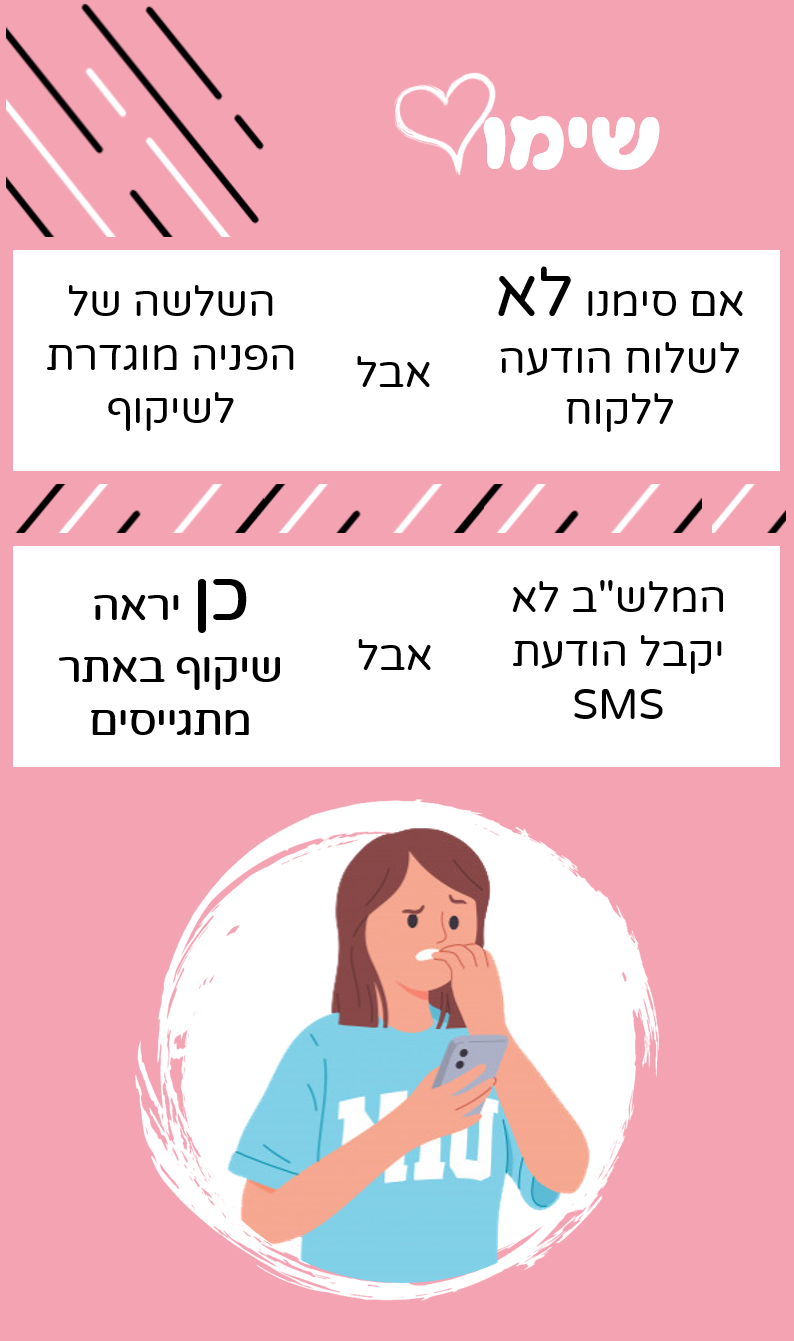 שימו
אם סימנו לא
לשלוח הודעה
ללקוח
אבל
השלשה של
הפניה מוגדרת
לשיקוף
המלש"ב לא
יקבל הודעת
SMS
אבל
כן יראה
שיקוף באתר
מתגייסים